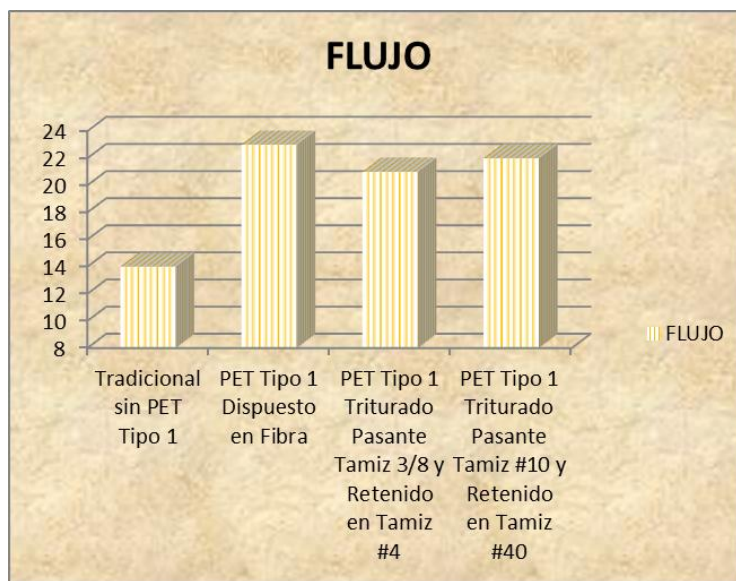 FLUJO
24
22
20
18
16
14
12
10
8
Tradicional
sin PET
Tipo 1
PET Tipo 1
Dispuesto
en Fibra
PET Tipo 1
Triturado
Pasante
Tamiz 3/8 y
Retenido
en Tamiz
#4
PET Tipo 1
Triturado
Pasante
Tamiz #10 y
Retenido
en Tamiz
#40
FLUJO